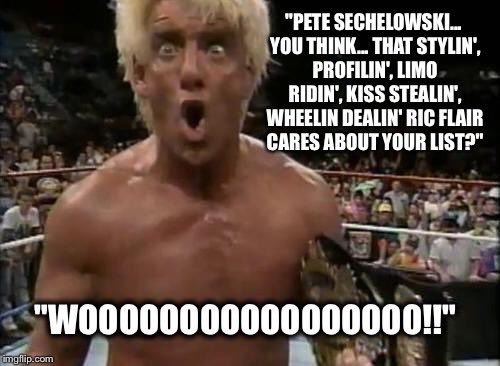 "PETE SECHELOWSKI...
YOU THINK... THAT STYLIN',
PROFILIN', LIMO
RIDIN', KISS STEALIN',
WHEELIN DEALIN' RIC FLAIR
CARES ABOUT YOUR LIST?"
"WOOOOOOOOOOOOOOOOO!!"
imgflip.com